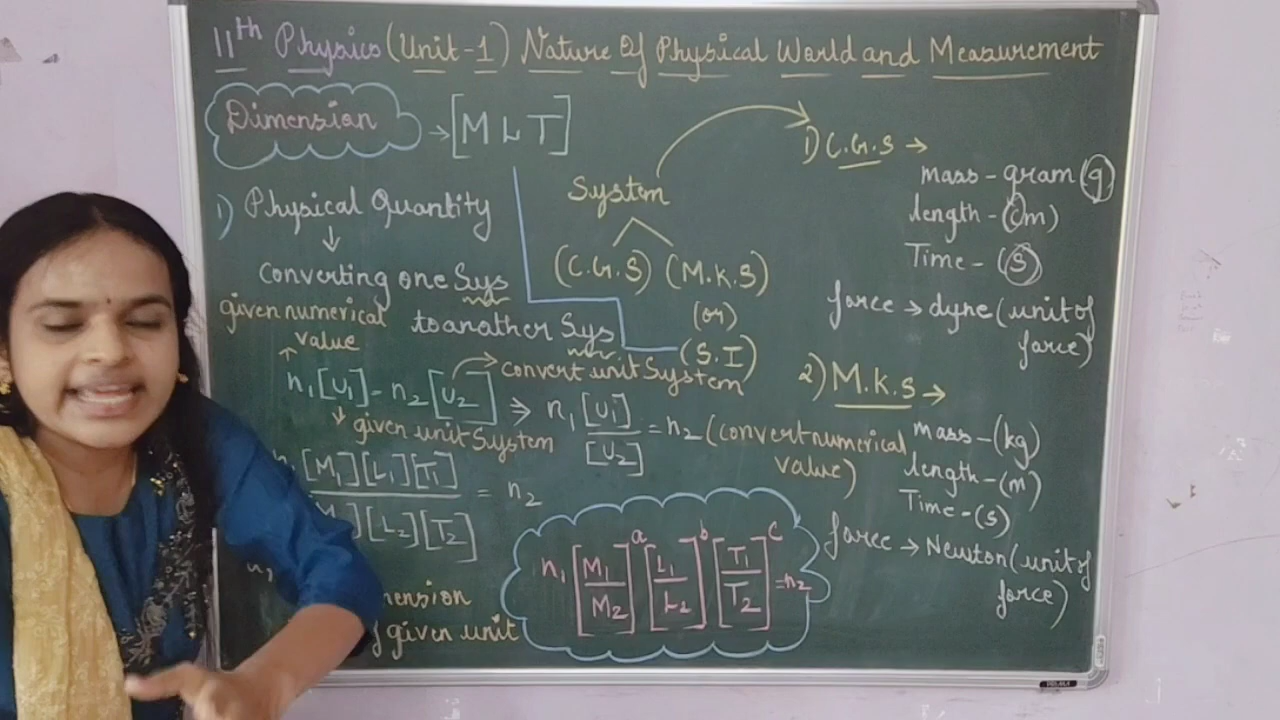 11th Physics (Unit-1) Nature Of Physical World and Measurement
Dimension → [M L T]
1) Physical Quantity
↓
converting one Sys
to another Sys
given numerical
value
n₁[U₁] = n₂[U₂]
convert unit System
given unit System
⇒ n₁[U₁]/[U₂] = n₂ (convert numerical
value)
[M₁][L₁][T₁]
][L₂][T₂]
= n₂
given unit
n₁[M₁/M₂]ᵃ[L₁/L₂]ᵇ[T₁/T₂]ᶜ = n₂
System
(C.G.S) (M.K.S)
(or)
(S.I)
1) C.G.S →
mass - gram (g)
length - (cm)
Time - (s)
force → dyne (unit of
force)
2) M.K.S →
mass - (kg)
length - (m)
Time - (s)
force → Newton (unit of
force)